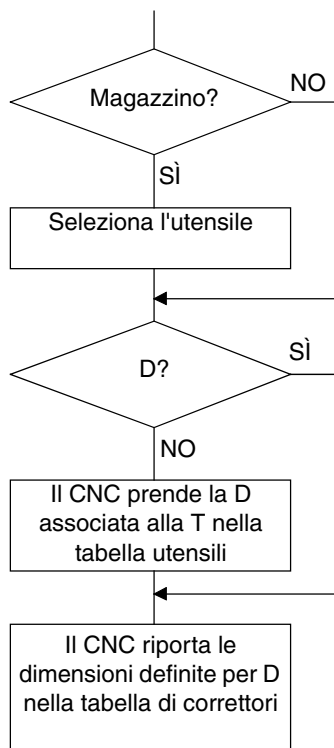 Magazzino?
NO
SÌ
Seleziona l'utensile
D?
SÌ
NO
Il CNC prende la D
associata alla T nella
tabella utensili
Il CNC riporta le
dimensioni definite per D
nella tabella di correttori